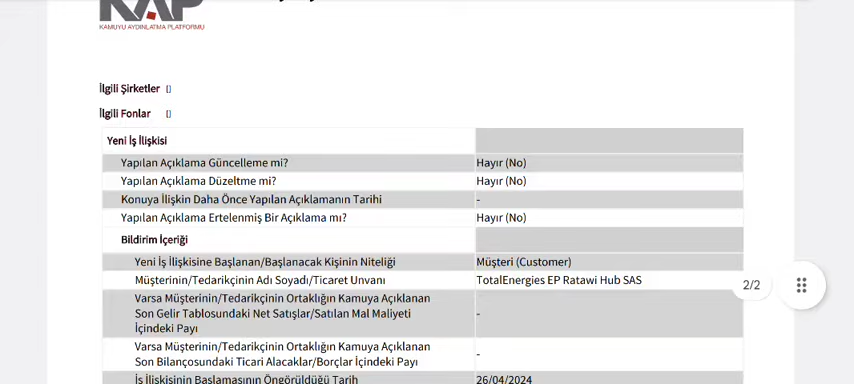 KAP
KAMUYU AYDINLATMA PLATFORMU
İlgili Şirketler []
İlgili Fonlar []
Yeni İş İlişkisi
Yapılan Açıklama Güncelleme mi? Hayır (No)
Yapılan Açıklama Düzeltme mi? Hayır (No)
Konuya İlişkin Daha Önce Yapılan Açıklamanın Tarihi -
Yapılan Açıklama Ertelenmiş Bir Açıklama mı? Hayır (No)
Bildirim İçeriği
Yeni İş İlişkisine Başlanan/Başlanacak Kişinin Niteliği Müşteri (Customer)
Müşterinin/Tedarikçinin Adı Soyadı/Ticaret Unvanı TotalEnergies EP Ratawi Hub SAS
2/2
Varsa Müşterinin/Tedarikçinin Ortaklığın Kamuya Açıklanan
Son Gelir Tablosundaki Net Satışlar/Satılan Mal Maliyeti -
İçindeki Payı
Varsa Müşterinin/Tedarikçinin Ortaklığın Kamuya Açıklanan
Son Bilançosundaki Ticari Alacaklar/Borçlar İçindeki Payı -
İş İlişkisinin Başlamasının Öngörüldüğü Tarih 26/04/2024